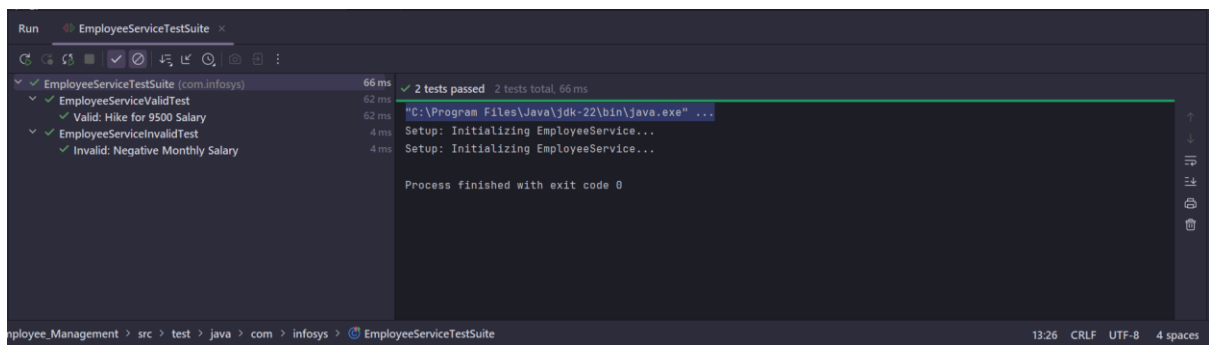 Run EmployeeServiceTestSuite ×
EmployeeServiceTestSuite (com.infosys) 66 ms
EmployeeServiceValidTest 62 ms
Valid: Hike for 9500 Salary 62 ms
EmployeeServiceInvalidTest 4 ms
Invalid: Negative Monthly Salary 4 ms
2 tests passed 2 tests total, 66 ms
"C:\Program Files\Java\jdk-22\bin\java.exe" ...
Setup: Initializing EmployeeService...
Setup: Initializing EmployeeService...
Process finished with exit code 0
mployee_Management > src > test > java > com > infosys > EmployeeServiceTestSuite 13:26 CRLF UTF-8 4 spaces